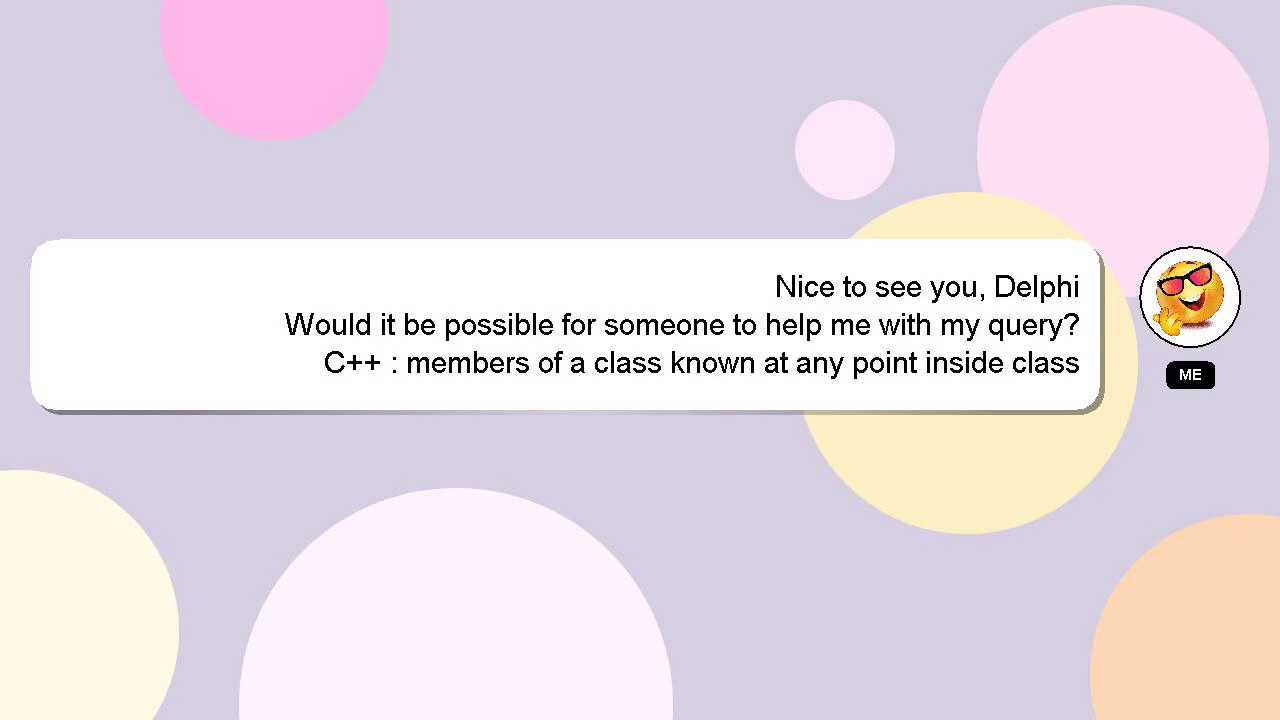 Nice to see you, Delphi
Would it be possible for someone to help me with my query?
C++ : members of a class known at any point inside class
ME